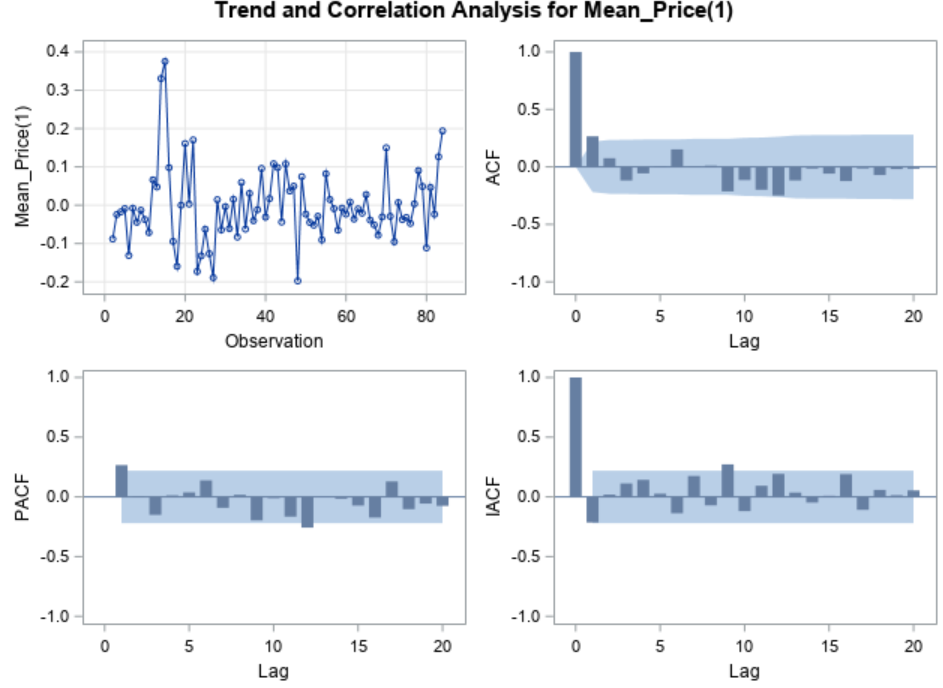 Trend and Correlation Analysis for Mean_Price(1)
Mean_Price(1)
0.4
0.3
0.2
0.1
0.0
-0.1
-0.2
0 20 40 60 80
Observation
ACF
1.0
0.5
0.0
-0.5
-1.0
0 5 10 15 20
Lag
PACF
1.0
0.5
0.0
-0.5
-1.0
0 5 10 15 20
Lag
IACF
1.0
0.5
0.0
-0.5
-1.0
0 5 10 15 20
Lag